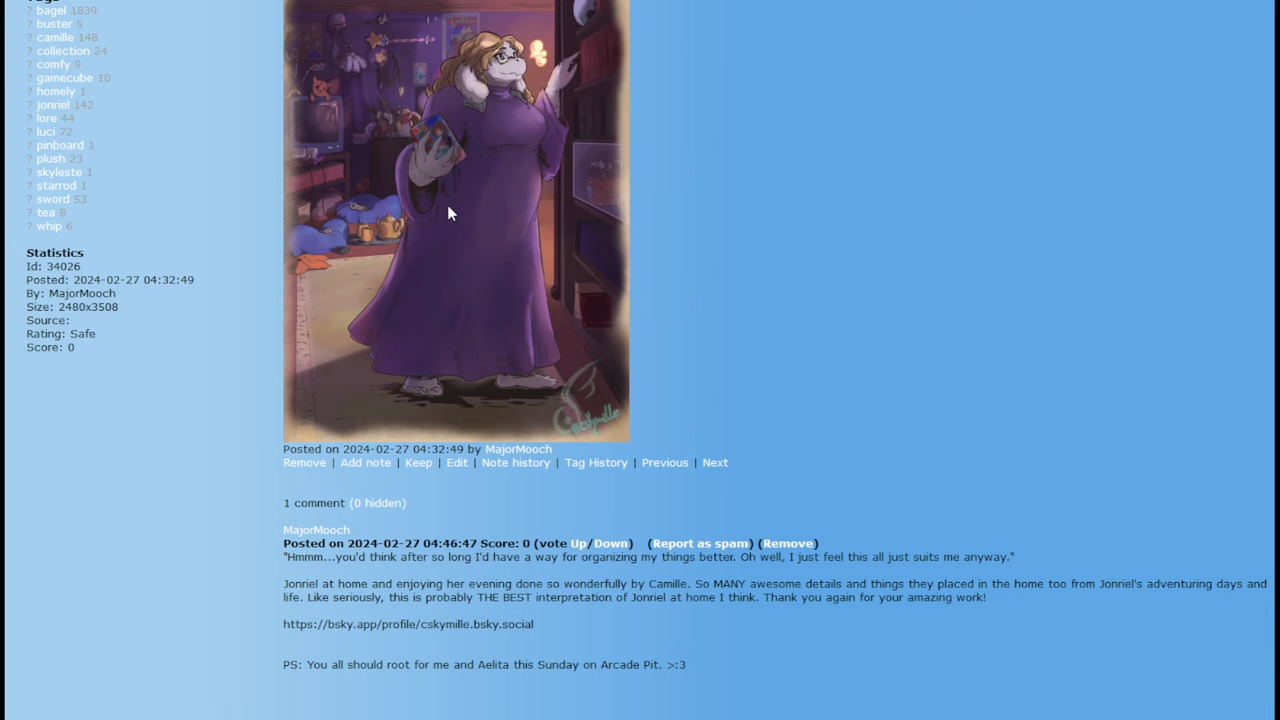 ? bagel 1839
? buster 5
? camille 148
? collection 24
? comfy 9
? gamecube 10
? homely 1
? jonriel 142
? lore 44
? luci 72
? pinboard 1
? plush 23
? skyleste 1
? starrod 1
? sword 53
? tea 8
? whip 6
Statistics
Id: 34026
Posted: 2024-02-27 04:32:49
By: MajorMooch
Size: 2480x3508
Source:
Rating: Safe
Score: 0
Posted on 2024-02-27 04:32:49 by MajorMooch
Remove | Add note | Keep | Edit | Note history | Tag History | Previous | Next
1 comment (0 hidden)
MajorMooch
Posted on 2024-02-27 04:46:47 Score: 0 (vote Up/Down) (Report as spam) (Remove)
"Hmmm...you'd think after so long I'd have a way for organizing my things better. Oh well, I just feel this all just suits me anyway."
Jonriel at home and enjoying her evening done so wonderfully by Camille. So MANY awesome details and things they placed in the home too from Jonriel's adventuring days and
life. Like seriously, this is probably THE BEST interpretation of Jonriel at home I think. Thank you again for your amazing work!
https://bsky.app/profile/cskymille.bsky.social
PS: You all should root for me and Aelita this Sunday on Arcade Pit. >:3